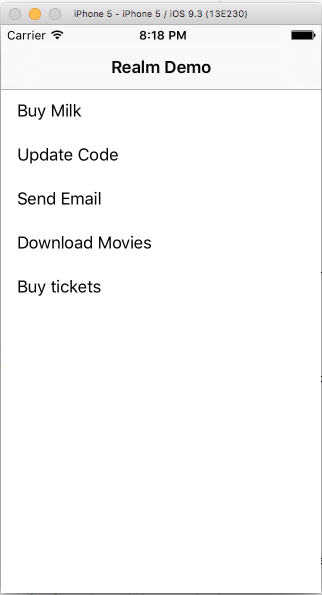 iPhone 5 - iPhone 5 / iOS 9.3 (13E230)
Carrier 8:18 PM
Realm Demo
Buy Milk
Update Code
Send Email
Download Movies
Buy tickets